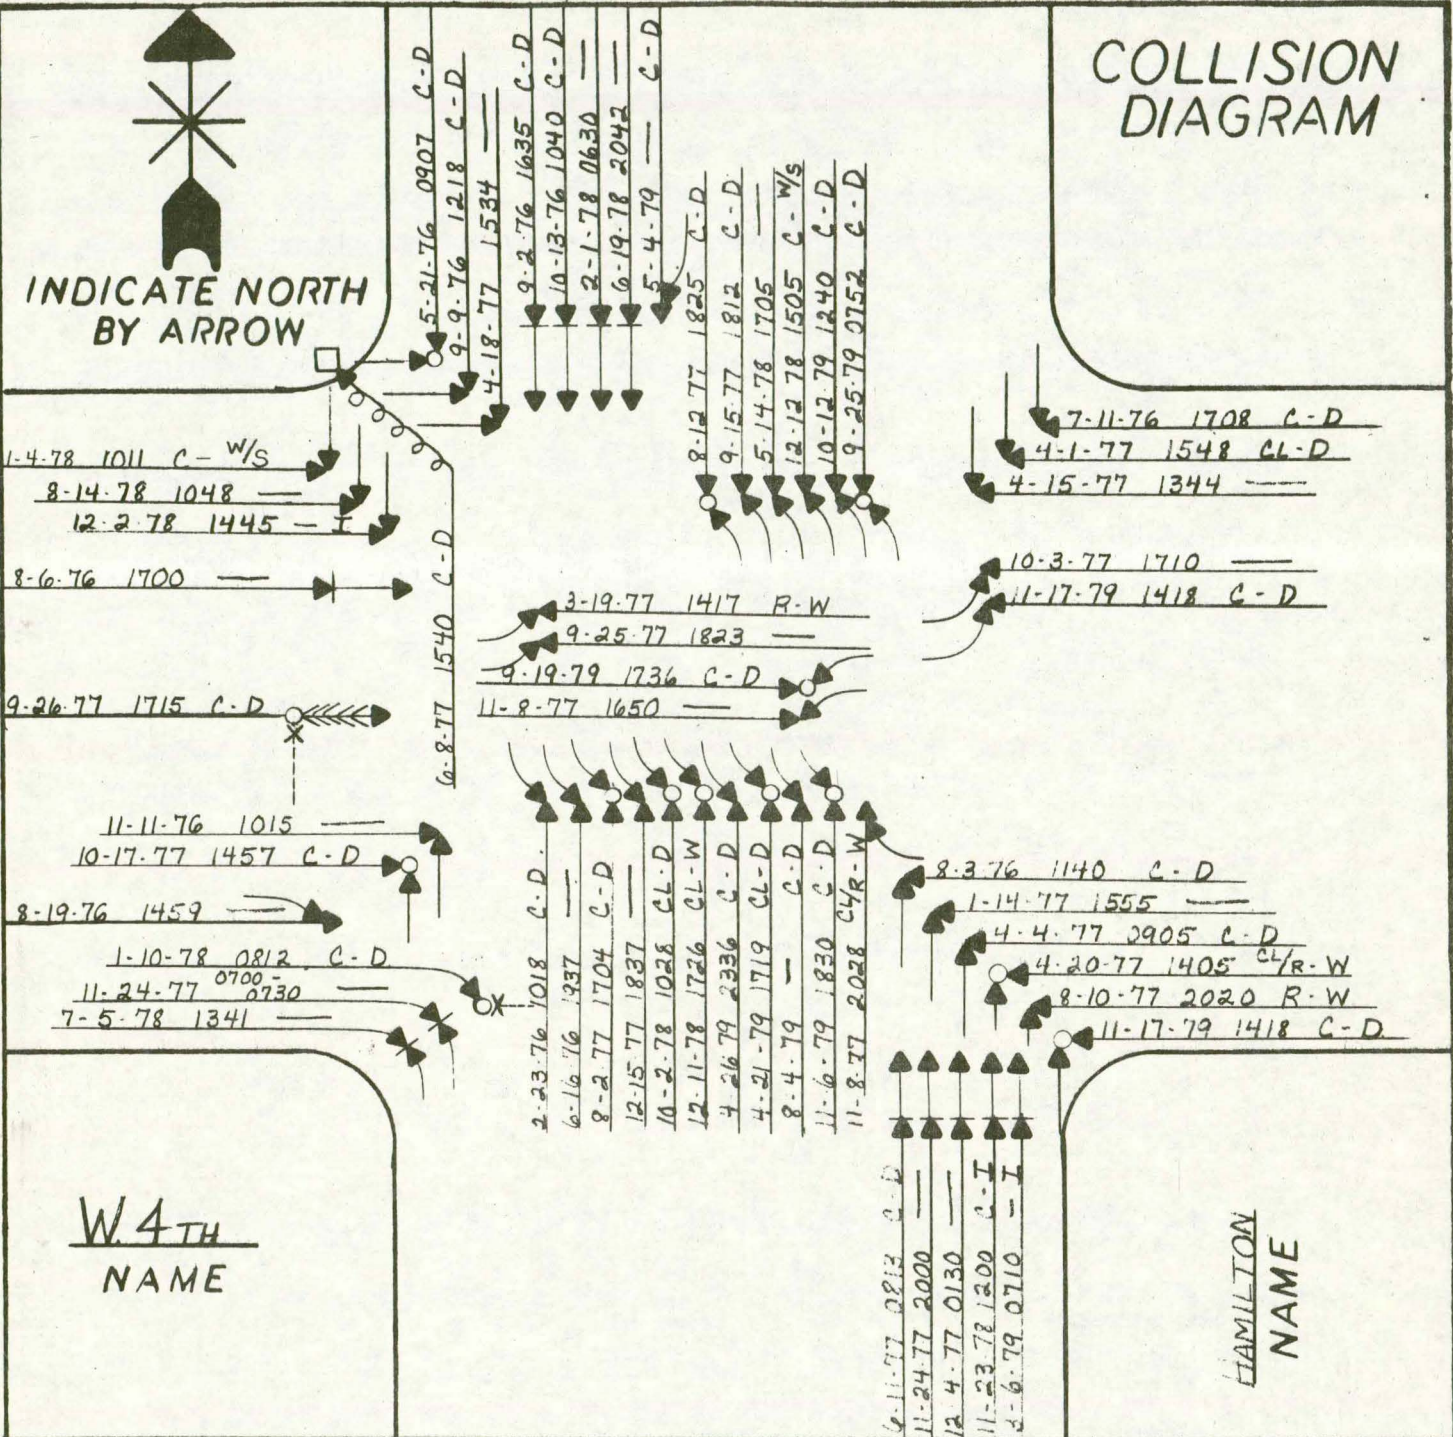 COLLISION
DIAGRAM
INDICATE NORTH
BY ARROW
5-21-76 0907 C-D
9-9-76 1218 C-D
4-18-77 1534 —
9-2-76 1635 C-D
10-13-76 1040 C-D
2-1-78 0630 —
6-19-78 2042 —
5-4-79 — C-D
8-12-77 1825 C-D
9-15-77 1812 C-D
5-14-78 1705 —
12-12-78 1505 C-W/S
10-12-79 1240 C-D
9-25-79 0752 C-D
7-11-76 1708 C-D
4-1-77 1548 CL-D
4-15-77 1344 —
1-4-78 1011 C-W/S
8-14-78 1048 —
12-2-78 1445 — I
8-6-76 1700 —
6-8-77 1540 C-D
10-3-77 1710 —
11-17-79 1418 C-D
3-19-77 1417 R-W
9-25-77 1823 —
9-19-79 1736 C-D
11-8-77 1650 —
9-26-77 1715 C-D
11-11-76 1015 —
10-17-77 1457 C-D
8-19-76 1459 —
1-10-78 0812 C-D
11-24-77 0700-0730 —
7-5-78 1341 —
2-23-76 1018 C-D
6-16-76 1937 —
8-2-77 1704 C-D
12-15-77 1837 —
10-2-78 1028 CL-D
12-11-78 1726 CL-W
4-26-79 2336 C-D
4-21-79 1719 CL-D
8-4-79 — C-D
11-6-79 1830 C-D
11-8-77 2028 CL/R-W
8-3-76 1140 C-D
1-14-77 1555 —
4-4-77 0905 C-D
4-20-77 1405 CL/R-W
8-10-77 2020 R-W
11-17-79 1418 C-D
6-11-77 0813 C-D
11-24-77 2000 —
12-4-77 0130 —
11-23-78 1200 C-I
-6-79 0710 — I
W. 4TH
NAME
HAMILTON
NAME